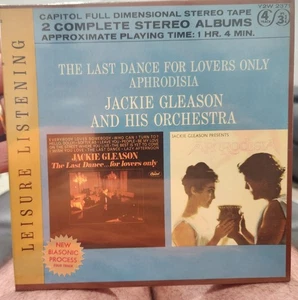 CAPITOL FULL DIMENSIONAL STEREO TAPE
2 COMPLETE STEREO ALBUMS
APPROXIMATE PLAYING TIME: 1 HR. 4 MIN.
LEISURE LISTENING
THE LAST DANCE FOR LOVERS ONLY
APHRODISIA
JACKIE GLEASON
AND HIS ORCHESTRA
JACKIE GLEASON
The Last Dance...for lovers only
JACKIE GLEASON PRESENTS
NEW
DIASONIC
PROCESS